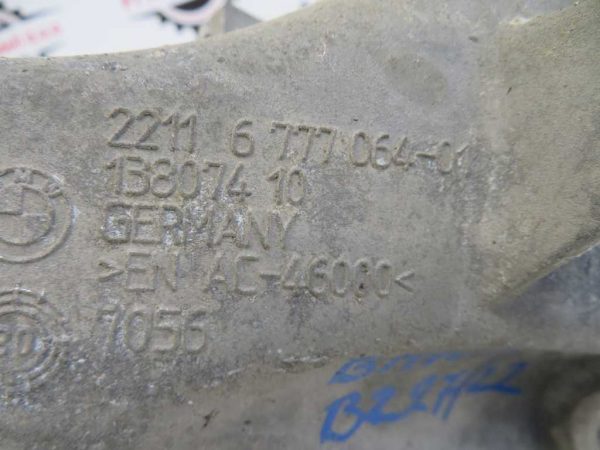 2211 6 777 064-01
1B8074 10
GERMANY
>EN AC-46000<
7056